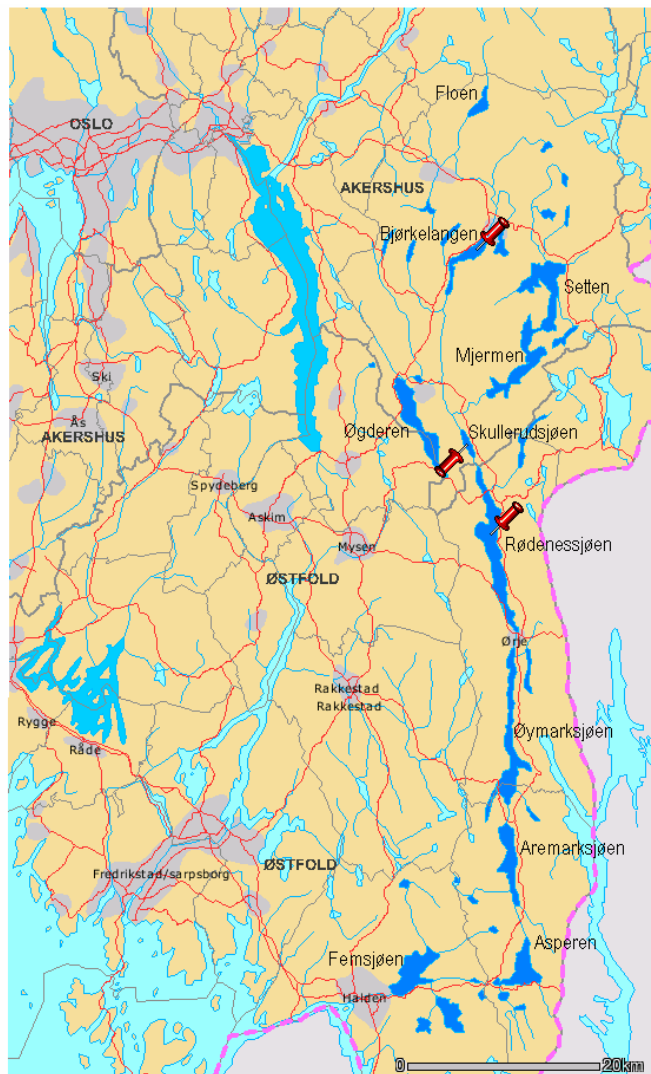 Floen
OSLO
AKERSHUS
Bjørkelangen
Setten
Mjermen
Ski
Ås
AKERSHUS
Øgderen
Skullerudsjøen
Spydeberg
Askim
Mysen
Rødenessjøen
ØSTFOLD
Ørje
Rakkestad
Rakkestad
Rygge
Øymarksjøen
Råde
Aremarksjøen
ØSTFOLD
Fredrikstad/sarpsborg
Asperen
Femsjøen
Halden
0 20km